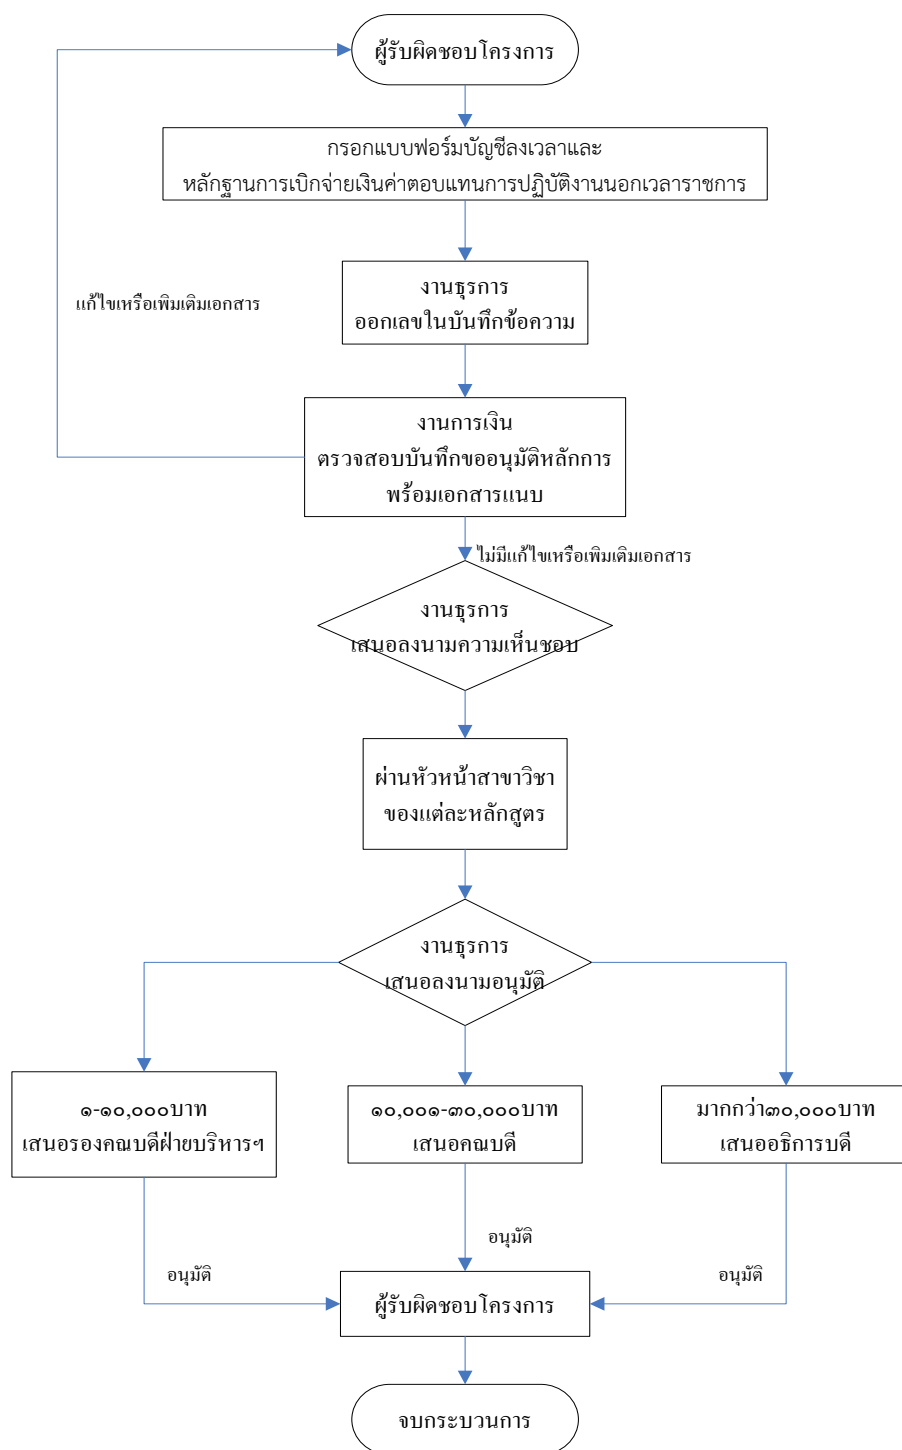 ผู้รับผิดชอบโครงการ
กรอกแบบฟอร์มบัญชีลงเวลาและ
หลักฐานการเบิกจ่ายเงินค่าตอบแทนการปฏิบัติงานนอกเวลาราชการ
งานธุรการ
ออกเลขในบันทึกข้อความ
แก้ไขเหรือเพิมเติมเอกสาร
งานการเงิน
ตรวจสอบบันทึกขออนุมัติหลักการ
พร้อมเอกสารแนบ
ไม่มีแก้ไขเหรือเพิมเติมเอกสาร
งานธุรการ
เสนอลงนามความเห็นชอบ
ผ่านหัวหน้าสาขาวิชา
ของแต่ละหลักสูตร
งานธุรการ
เสนอลงนามอนุมัติ
๑-๑๐,๐๐๐บาท
เสนอรองคณบดีฝ่ายบริหารฯ
๑๐,๐๐๑-๓๐,๐๐๐บาท
เสนอคณบดี
มากกว่า๓๐,๐๐๐บาท
เสนออธิการบดี
อนุมัติ
อนุมัติ
อนุมัติ
ผู้รับผิดชอบโครงการ
จบกระบวนการ